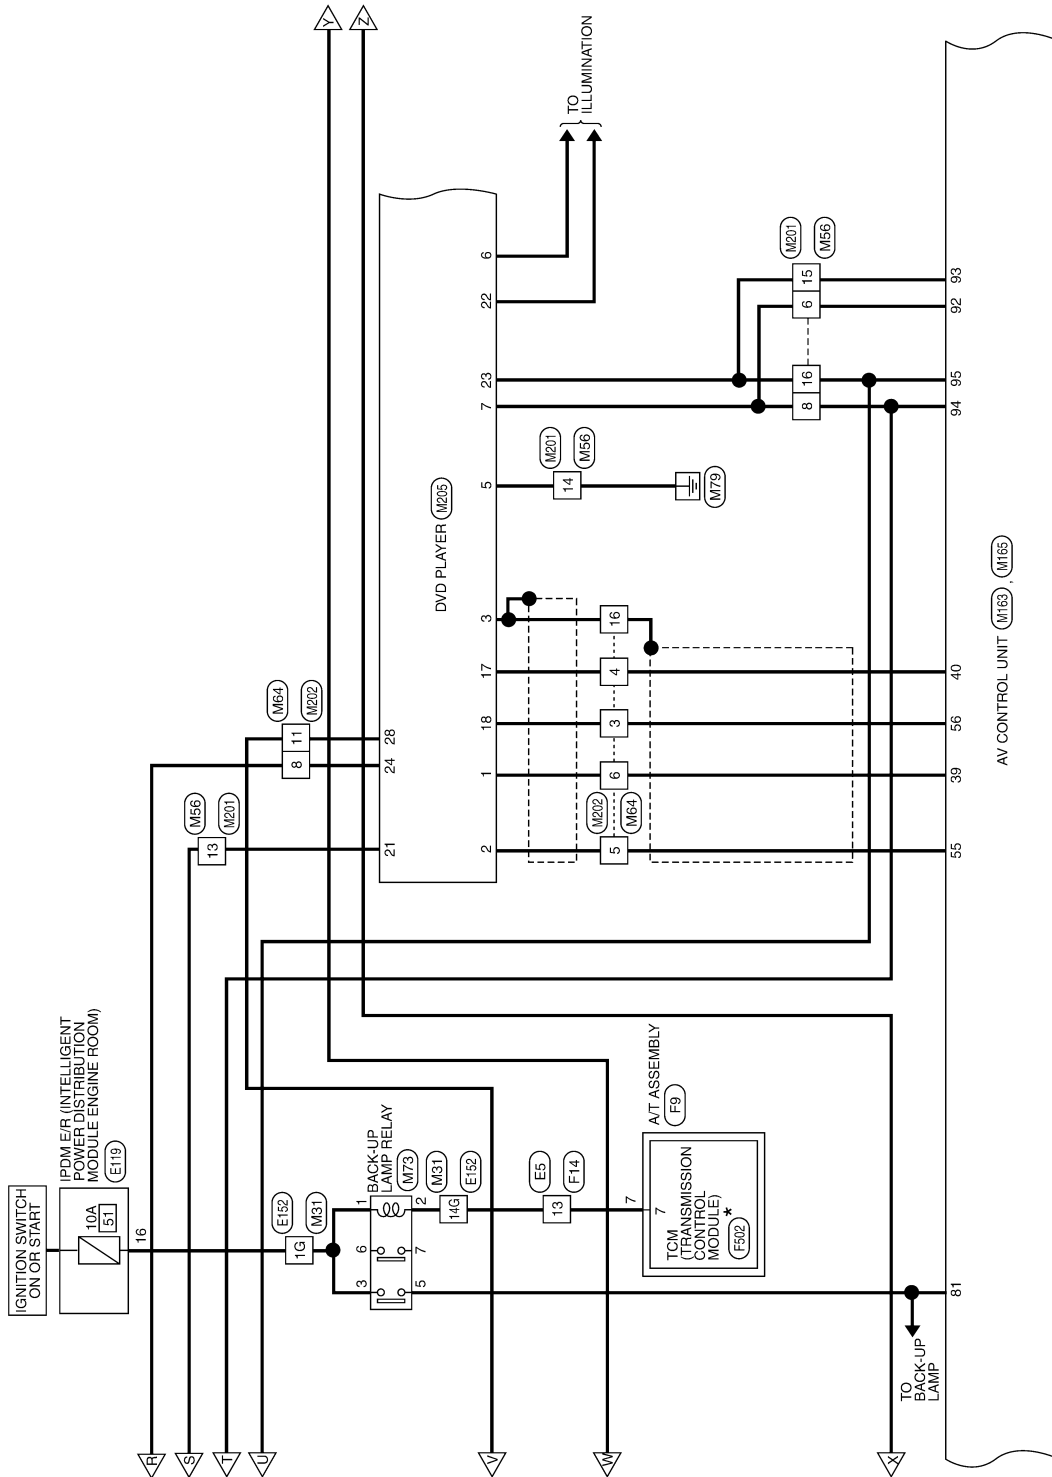 IGNITION SWITCH
ON OR START
IPDM E/R (INTELLIGENT
POWER DISTRIBUTION
MODULE ENGINE ROOM)
E119
10A
51
16
R
S
T
U
V
W
X
Y
Z
E152
M31
1G
BACK-UP
LAMP RELAY
M73
1
2
6
7
3
5
M31
E152
14G
E5
F14
13
A/T ASSEMBLY
F9
7
7
TCM
(TRANSMISSION
CONTROL
MODULE)
*
F502
TO
BACK-UP
LAMP
81
M56
M201
13
21
M64
M202
8
11
24
28
DVD PLAYER
M205
2
1
18
17
3
5
7
23
22
6
M202
M64
5
6
3
4
16
55
39
56
40
M201
M56
14
M79
TO
ILLUMINATION
M201
M56
8
16
6
15
94
95
92
93
AV CONTROL UNIT
M163 , M165